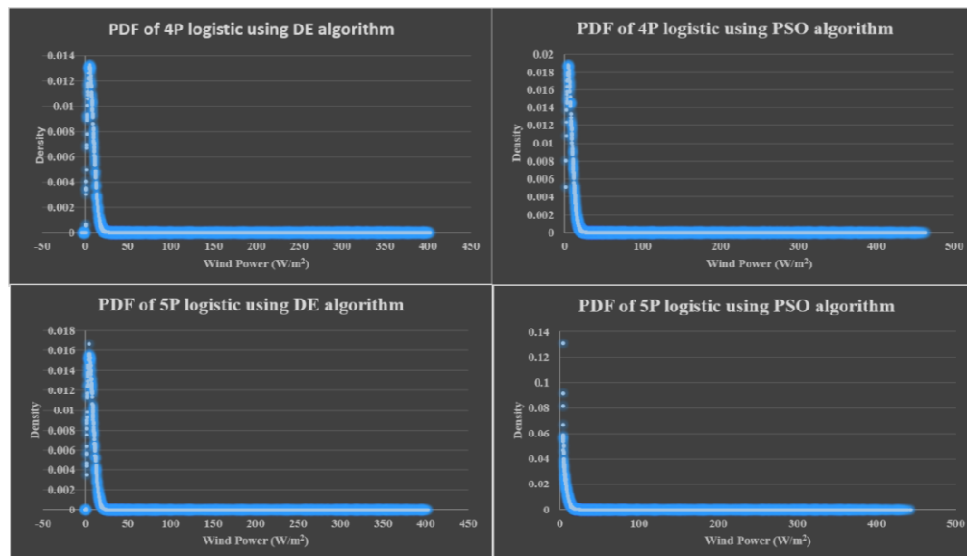 PDF of 4P logistic using DE algorithm
0.014
0.012
0.01
0.008
0.006
0.004
0.002
0
Density
-50 0 50 100 150 200 250 300 350 400 450
Wind Power (W/m²)
PDF of 4P logistic using PSO algorithm
0.02
0.018
0.016
0.014
0.012
0.01
0.008
0.006
0.004
0.002
0
Density
0 100 200 300 400 500
Wind Power (W/m²)
PDF of 5P logistic using DE algorithm
0.018
0.016
0.014
0.012
0.01
0.008
0.006
0.004
0.002
0
Density
-50 0 50 100 150 200 250 300 350 400 450
Wind Power (W/m²)
PDF of 5P logistic using PSO algorithm
0.14
0.12
0.1
0.08
0.06
0.04
0.02
0
Density
0 100 200 300 400 500
Wind Power (W/m²)